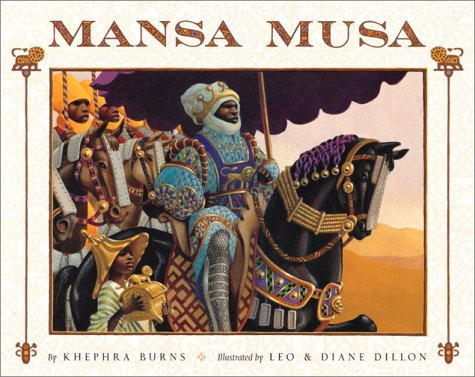 MANSA MUSA
By KHEPHRA BURNS Illustrated by LEO & DIANE DILLON